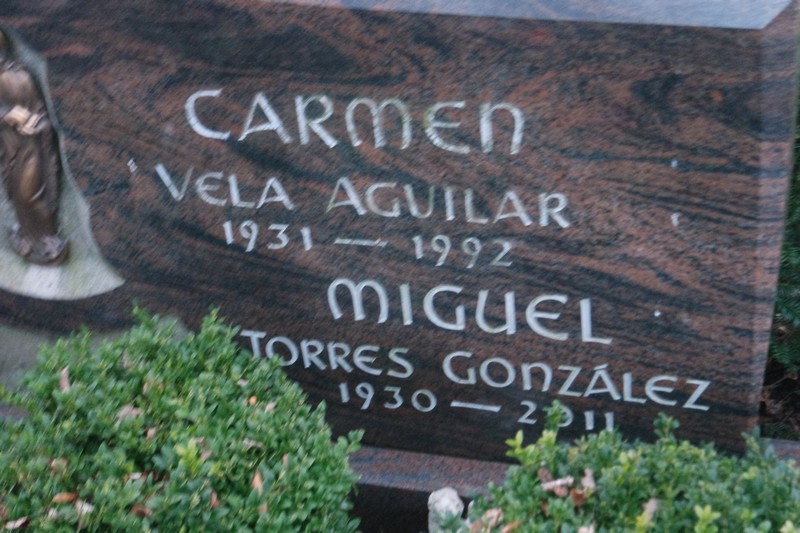 CARMEN
VELA AGUILAR
1931 — 1992
MIGUEL
TORRES GONZÁLEZ
1930 — 2011